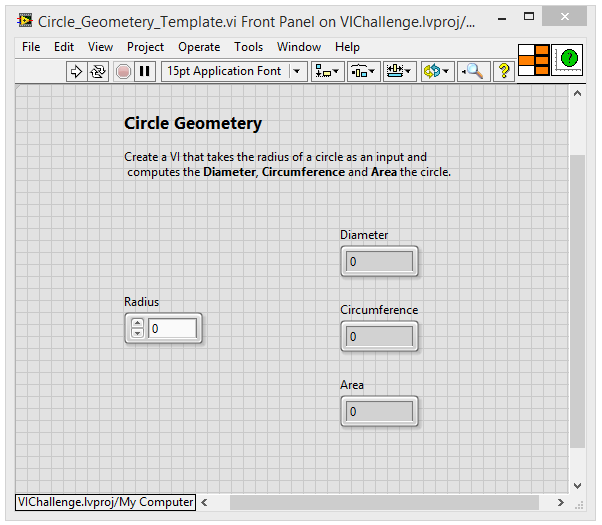 Circle_Geometry_Template.vi Front Panel on VIChallenge.lvproj/...
File Edit View Project Operate Tools Window Help
15pt Application Font
Circle Geometery
Create a VI that takes the radius of a circle as an input and
computes the Diameter, Circumference and Area the circle.
Diameter
0
Radius
0
Circumference
0
Area
0
VIChallenge.lvproj/My Computer